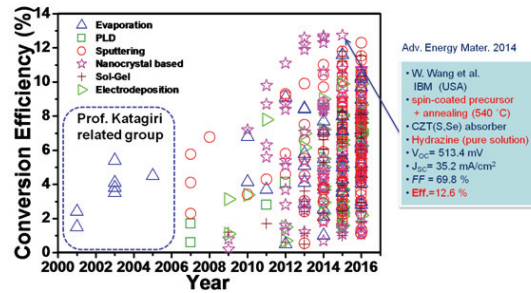 Conversion Efficiency (%)
14
12
10
8
6
4
2
0
Evaporation
PLD
Sputtering
Nanocrystal based
Sol-Gel
Electrodeposition
Prof. Katagiri
related group
2000 2002 2004 2006 2008 2010 2012 2014 2016
Year
Adv. Energy Mater. 2014
• W. Wang et al.
IBM (USA)
• spin-coated precursor
+ annealing (540 °C)
• CZT(S,Se) absorber
• Hydrazine (pure solution)
• VOC= 513.4 mV
• JSC= 35.2 mA/cm²
• FF = 69.8 %
• Eff.=12.6 %